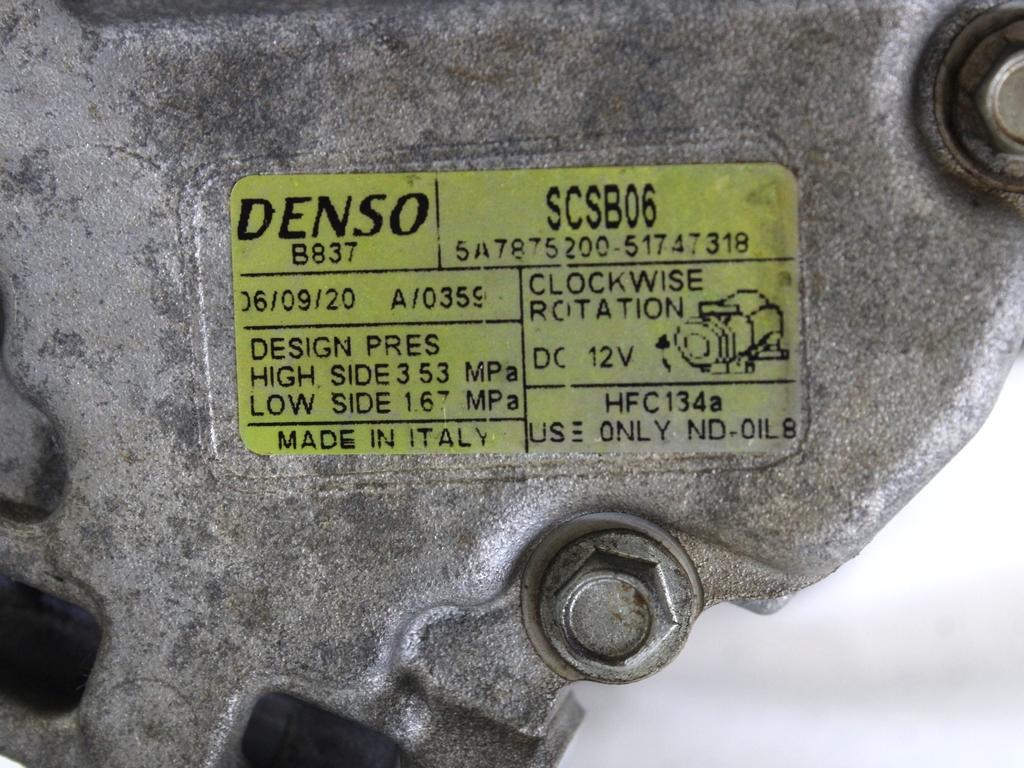 DENSO
B837
SCSB06
5A7875200-51747318
06/09/20 A/0359
CLOCKWISE
ROTATION
DC 12V
DESIGN PRES
HIGH SIDE 3.53 MPa
LOW SIDE 1.67 MPa
HFC134a
MADE IN ITALY
USE ONLY ND-OIL8